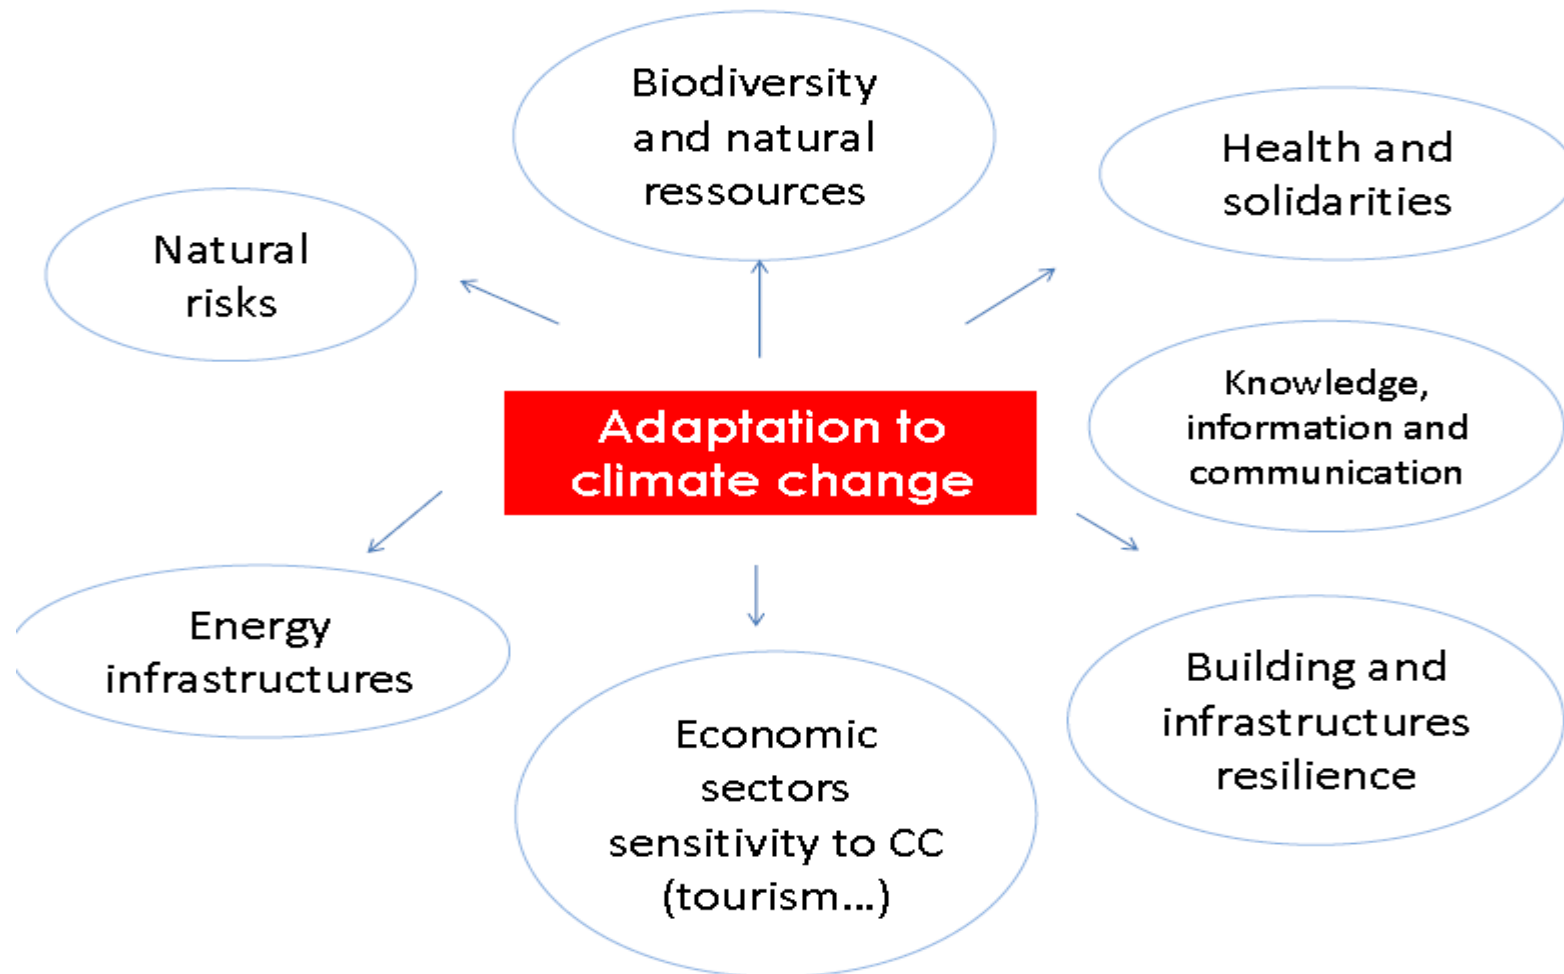 Biodiversity
and natural
ressources
Health and
solidarities
Natural
risks
Knowledge,
information and
communication
Adaptation to
climate change
Energy
infrastructures
Building and
infrastructures
resilience
Economic
sectors
sensitivity to CC
(tourism...)